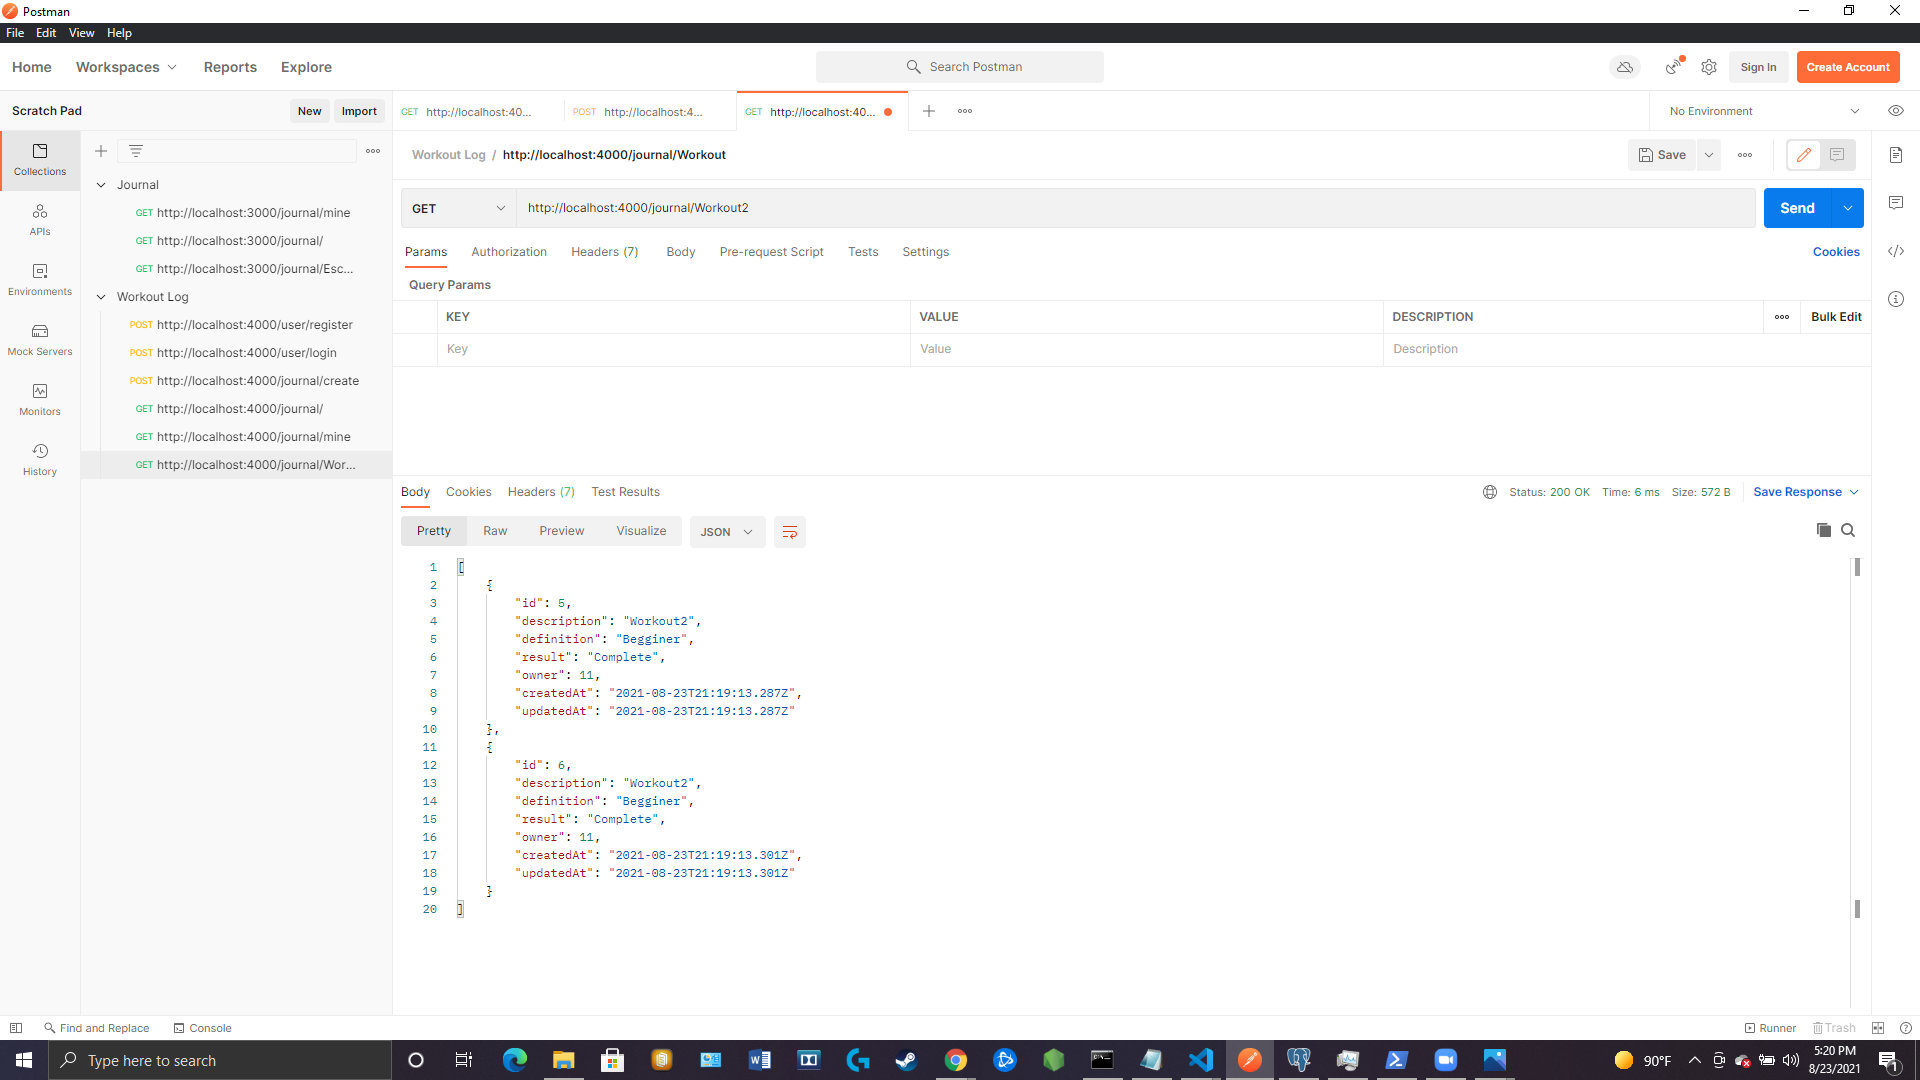 Postman
File Edit View Help
Home Workspaces Reports Explore
Search Postman
Sign In Create Account
Scratch Pad New Import
GET http://localhost:40... POST http://localhost:4... GET http://localhost:40...
No Environment
Collections
APIs
Environments
Mock Servers
Monitors
History
Journal
GET http://localhost:3000/journal/mine
GET http://localhost:3000/journal/
GET http://localhost:3000/journal/Esc...
Workout Log
POST http://localhost:4000/user/register
POST http://localhost:4000/user/login
POST http://localhost:4000/journal/create
GET http://localhost:4000/journal/
GET http://localhost:4000/journal/mine
GET http://localhost:4000/journal/Wor...
Workout Log / http://localhost:4000/journal/Workout
Save
GET http://localhost:4000/journal/Workout2
Send
Params Authorization Headers (7) Body Pre-request Script Tests Settings Cookies
Query Params
KEY VALUE DESCRIPTION Bulk Edit
Key Value Description
Body Cookies Headers (7) Test Results Status: 200 OK Time: 6 ms Size: 572 B Save Response
Pretty Raw Preview Visualize JSON
1 [
2 {
3 "id": 5,
4 "description": "Workout2",
5 "definition": "Begginer",
6 "result": "Complete",
7 "owner": 11,
8 "createdAt": "2021-08-23T21:19:13.287Z",
9 "updatedAt": "2021-08-23T21:19:13.287Z"
10 },
11 {
12 "id": 6,
13 "description": "Workout2",
14 "definition": "Begginer",
15 "result": "Complete",
16 "owner": 11,
17 "createdAt": "2021-08-23T21:19:13.301Z",
18 "updatedAt": "2021-08-23T21:19:13.301Z"
19 }
20 ]
Find and Replace Console
Runner Trash
Type here to search
90°F
5:20 PM
8/23/2021
1